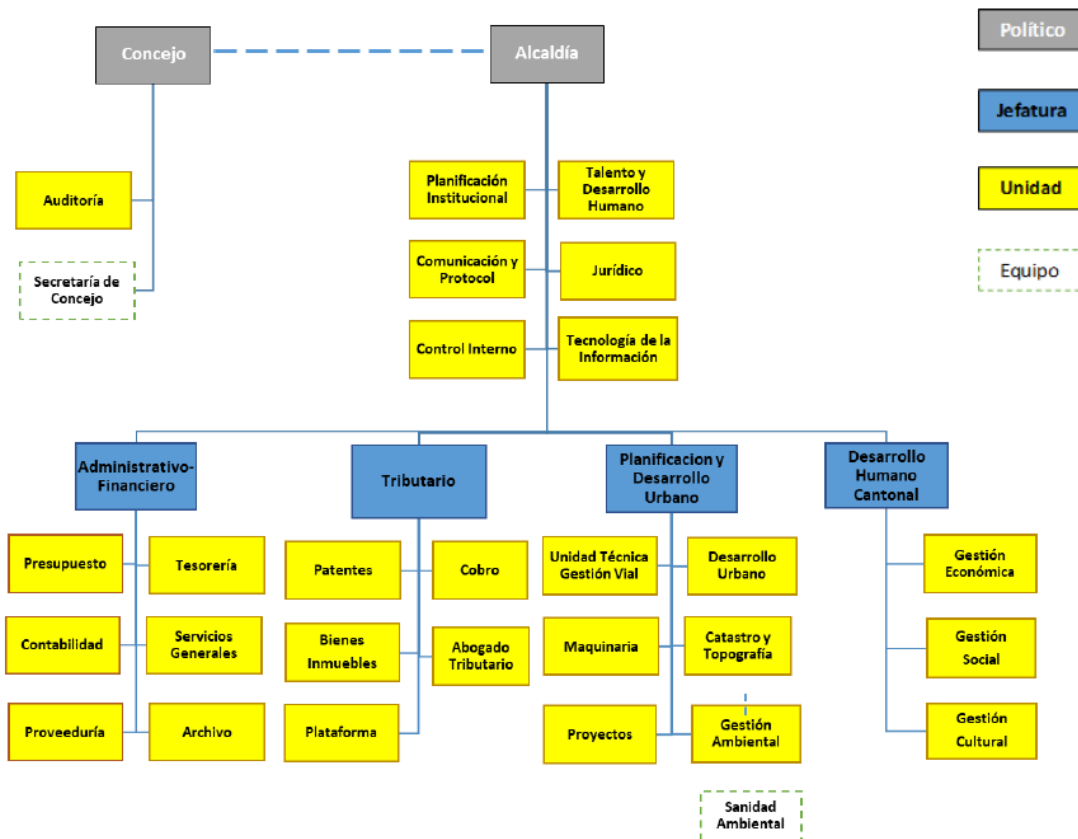 Concejo
Alcaldía
Político
Jefatura
Unidad
Equipo
Auditoría
Secretaría de
Concejo
Planificación
Institucional
Talento y
Desarrollo
Humano
Comunicación y
Protocol
Jurídico
Control Interno
Tecnología de la
Información
Administrativo-
Financiero
Tributario
Planificacion y
Desarrollo
Urbano
Desarrollo
Humano
Cantonal
Presupuesto
Tesorería
Contabilidad
Servicios
Generales
Proveeduría
Archivo
Patentes
Cobro
Bienes
Inmuebles
Abogado
Tributario
Plataforma
Unidad Técnica
Gestión Vial
Desarrollo
Urbano
Maquinaria
Catastro y
Topografía
Proyectos
Gestión
Ambiental
Sanidad
Ambiental
Gestión
Económica
Gestión
Social
Gestión
Cultural